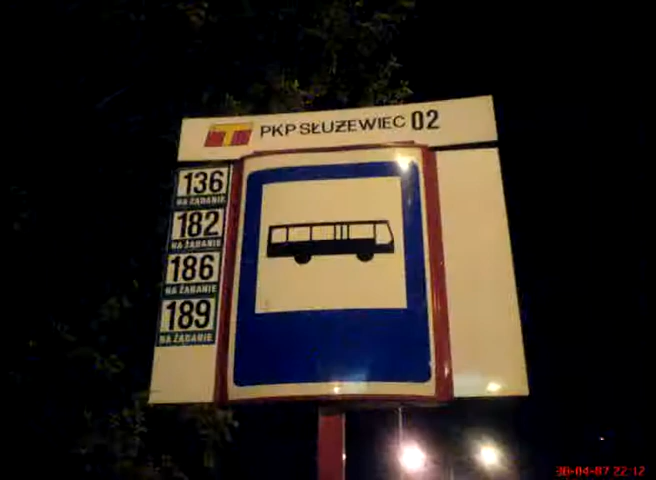 PKP SŁUŻEWIEC 02
136
NA ŻĄDANIE
182
NA ŻĄDANIE
186
NA ŻĄDANIE
189
NA ŻĄDANIE
30-04-07 22:12